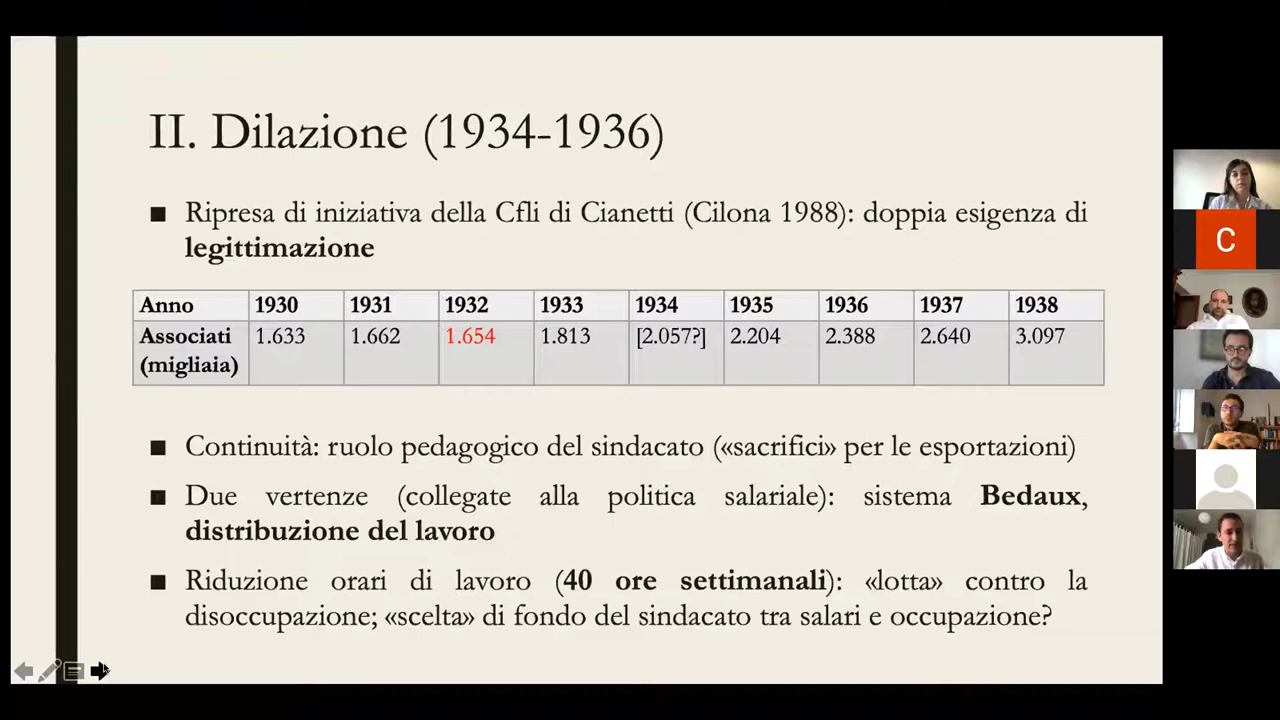 II. Dilazione (1934-1936)
■ Ripresa di iniziativa della Cfli di Cianetti (Cilona 1988): doppia esigenza di
legittimazione
Anno 1930 1931 1932 1933 1934 1935 1936 1937 1938
Associati 1.633 1.662 1.654 1.813 [2.057?] 2.204 2.388 2.640 3.097
(migliaia)
■ Continuità: ruolo pedagogico del sindacato («sacrifici» per le esportazioni)
■ Due vertenze (collegate alla politica salariale): sistema Bedaux,
distribuzione del lavoro
■ Riduzione orari di lavoro (40 ore settimanali): «lotta» contro la
disoccupazione; «scelta» di fondo del sindacato tra salari e occupazione?
C